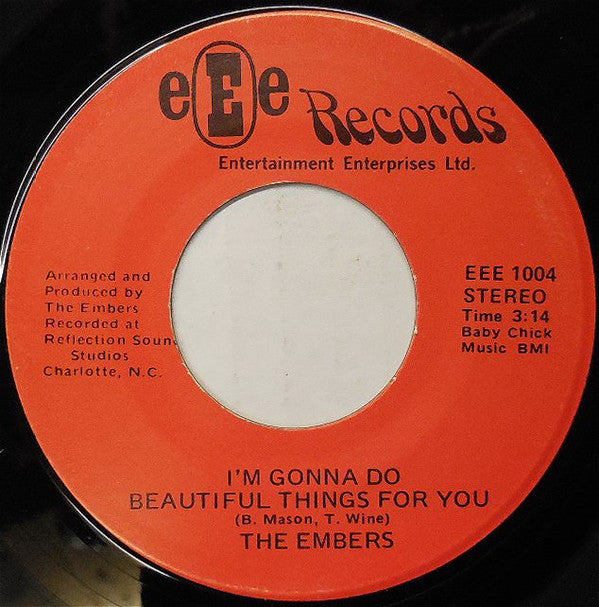 eEe Records
Entertainment Enterprises Ltd.
Arranged and
Produced by
The Embers
Recorded at
Reflection Soun
Studios
Charlotte, N.C.
EEE 1004
STEREO
Time 3:14
Baby Chick
Music BMI
I'M GONNA DO
BEAUTIFUL THINGS FOR YOU
(B. Mason, T. Wine)
THE EMBERS